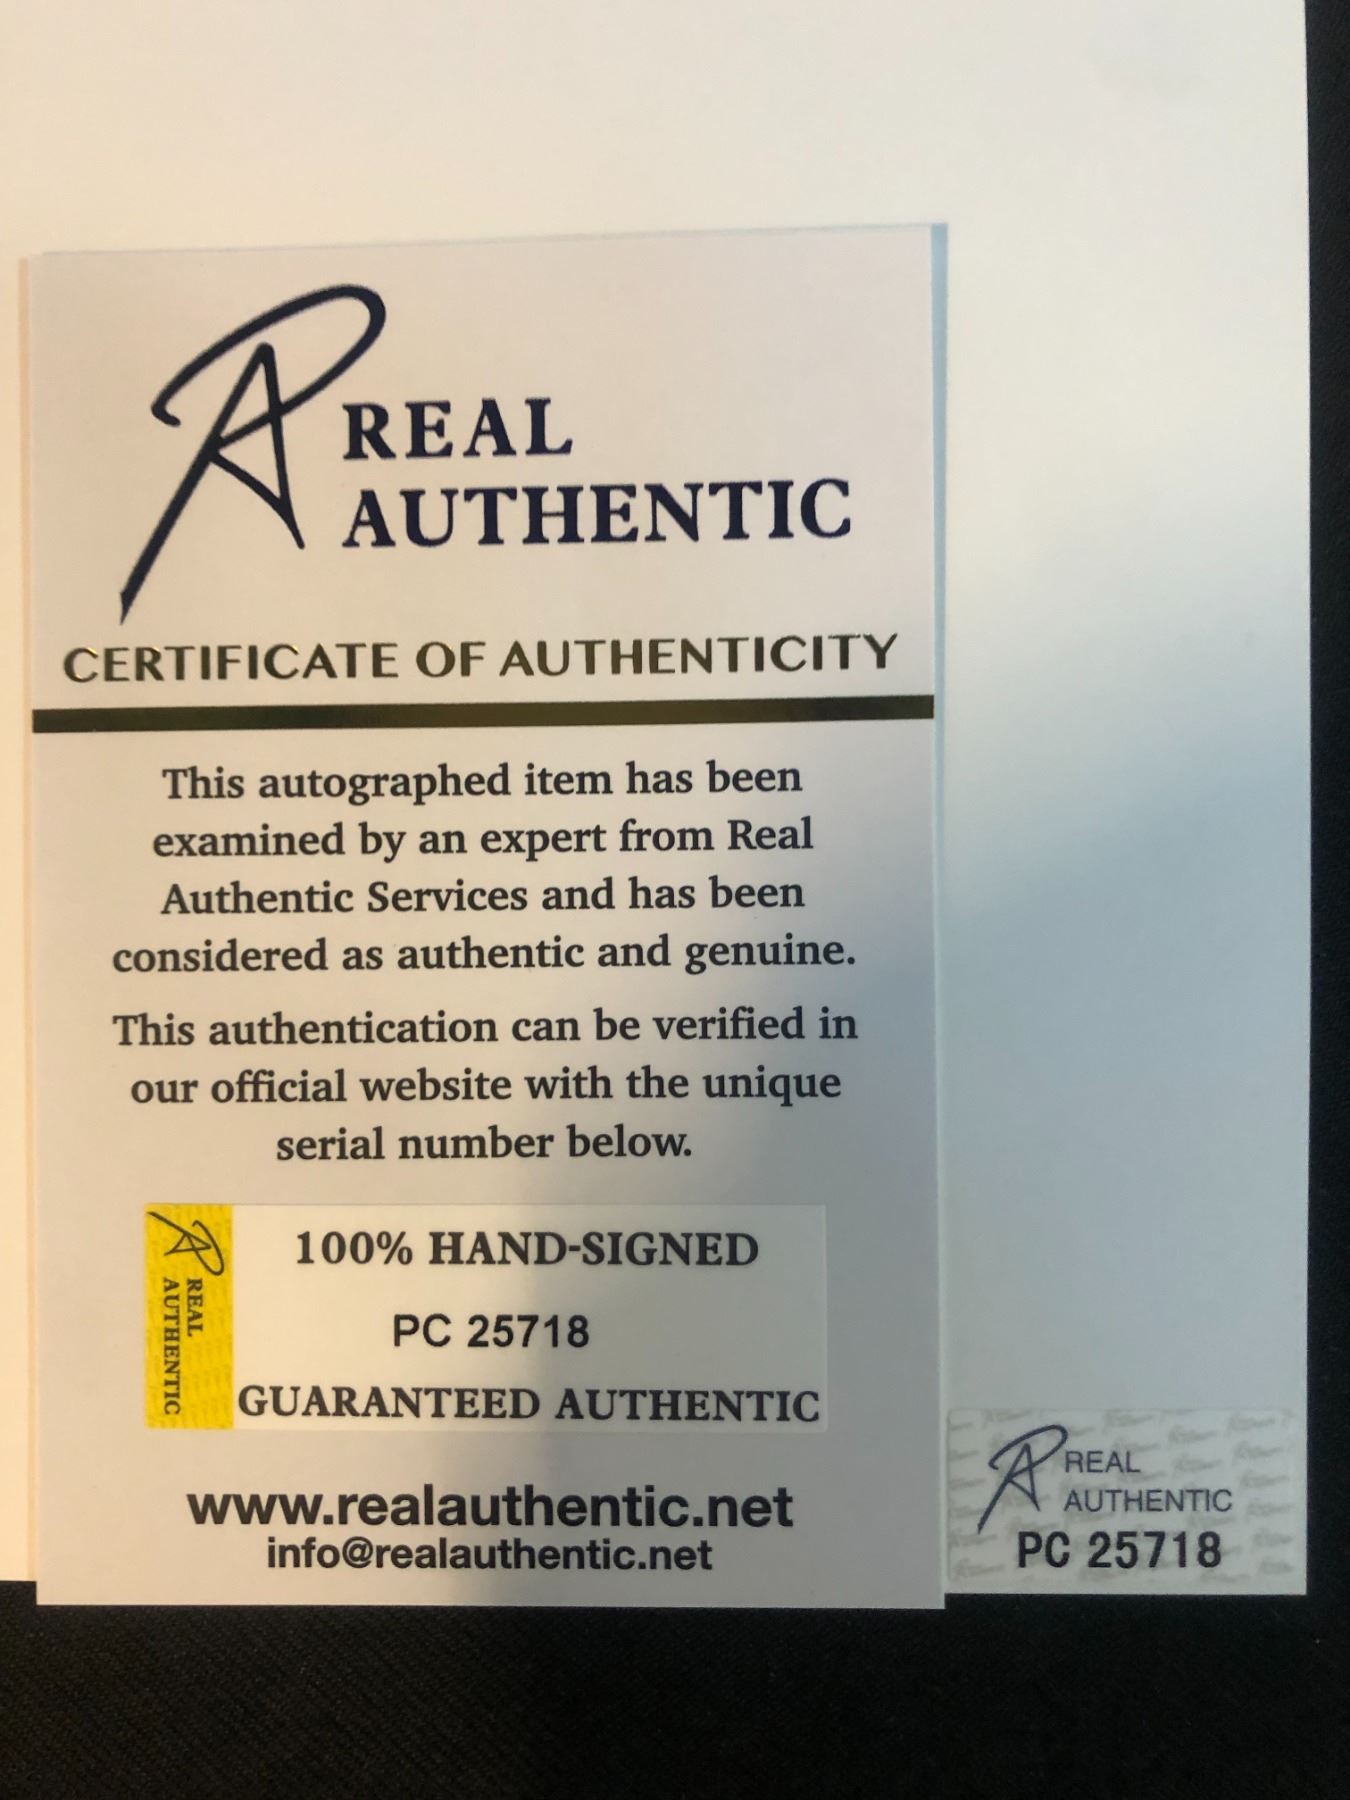 REAL
AUTHENTIC
CERTIFICATE OF AUTHENTICITY
This autographed item has been
examined by an expert from Real
Authentic Services and has been
considered as authentic and genuine.
This authentication can be verified in
our official website with the unique
serial number below.
REAL
AUTHENTIC
100% HAND-SIGNED
PC 25718
GUARANTEED AUTHENTIC
www.realauthentic.net
info@realauthentic.net
REAL
AUTHENTIC
PC 25718